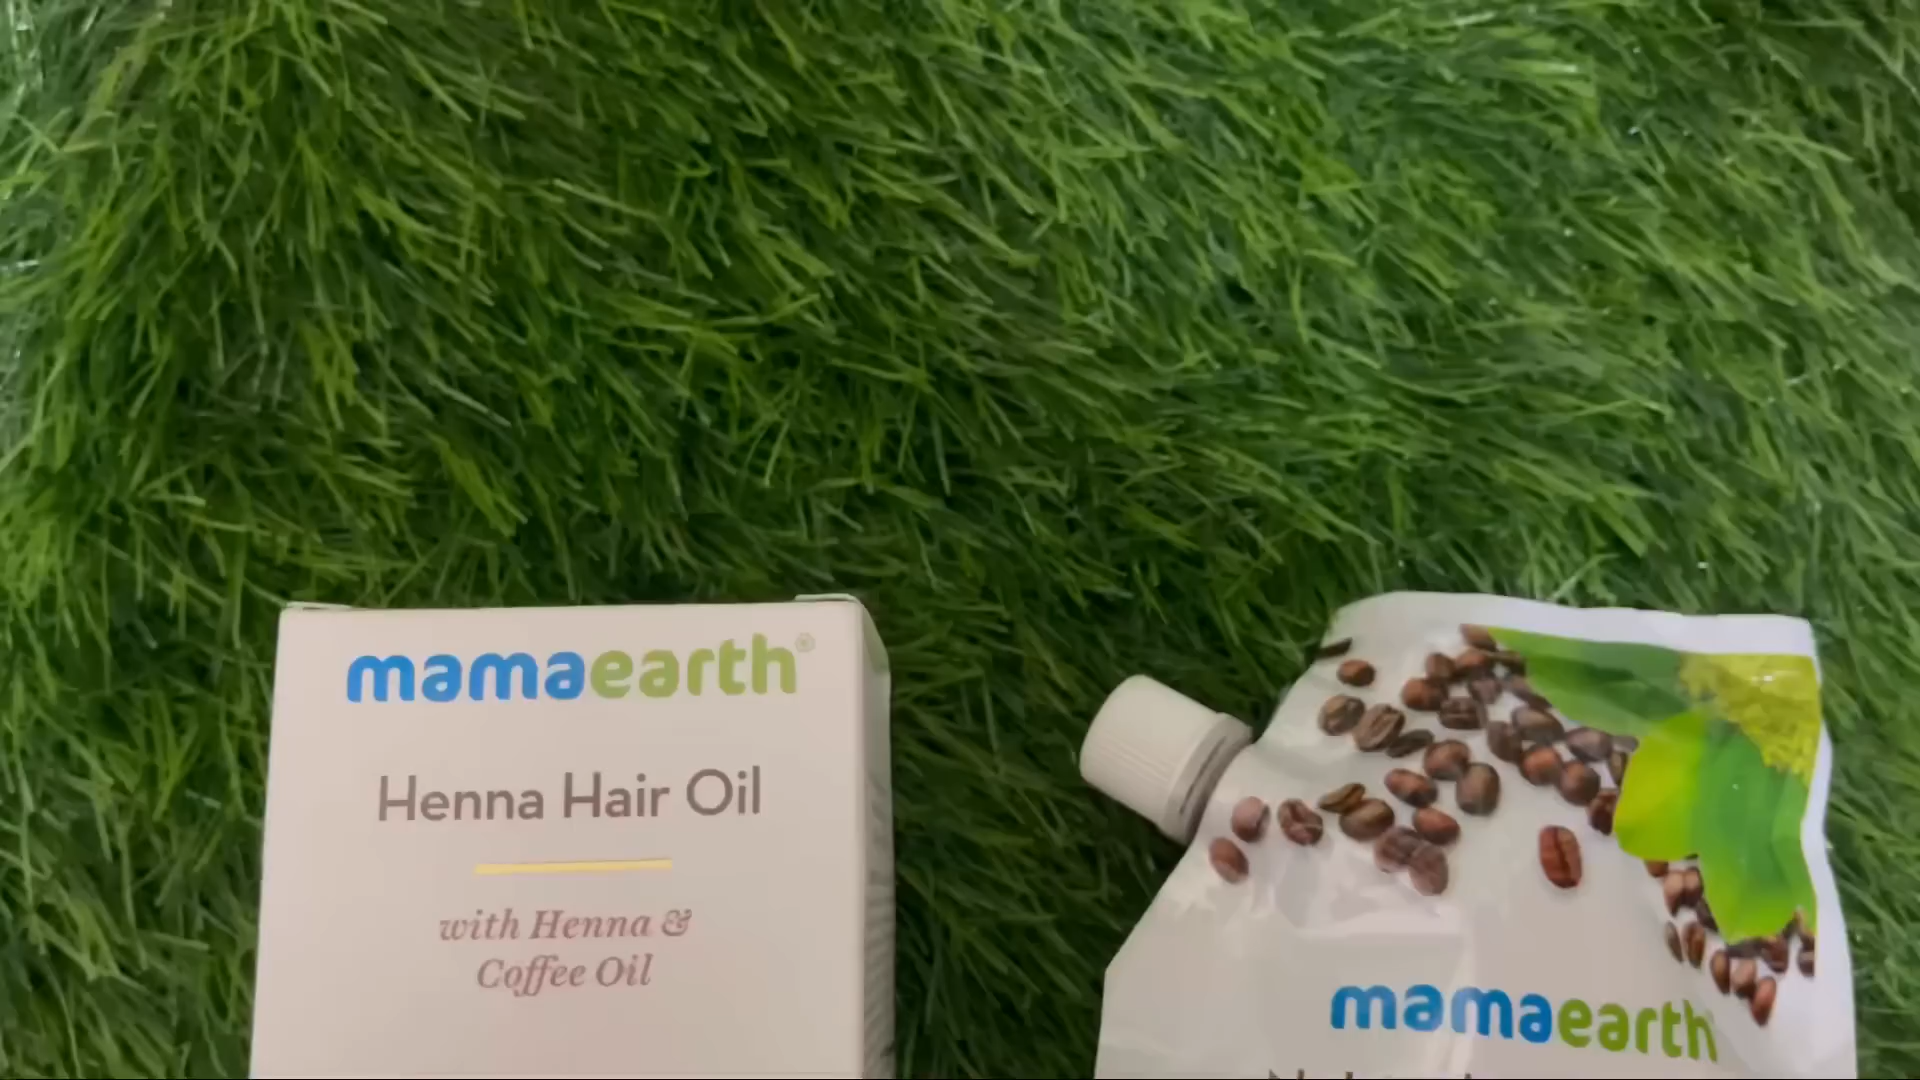 mamaearth®
Henna Hair Oil
with Henna &
Coffee Oil
mamaearth